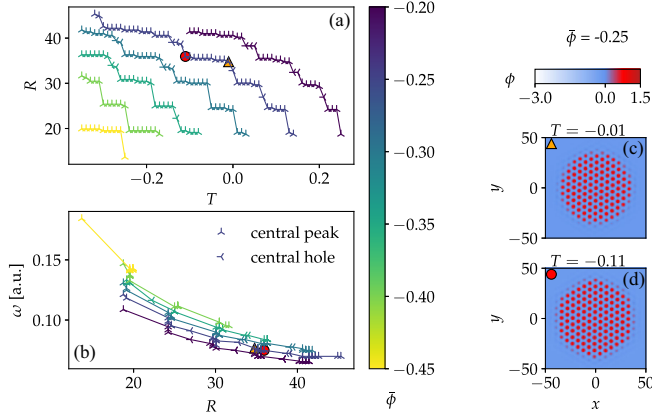 (a)
40
30
20
R
−0.2
0.0
0.2
T
central peak
central hole
0.15
0.10
ω [a.u.]
(b)
20
30
40
R
−0.20
−0.25
−0.30
−0.35
−0.40
−0.45
ϕ̄
ϕ̄ = -0.25
ϕ
−3.0
0.0
1.5
T = −0.01
(c)
50
y
−50
T = −0.11
(d)
50
y
−50
−50
0
50
x